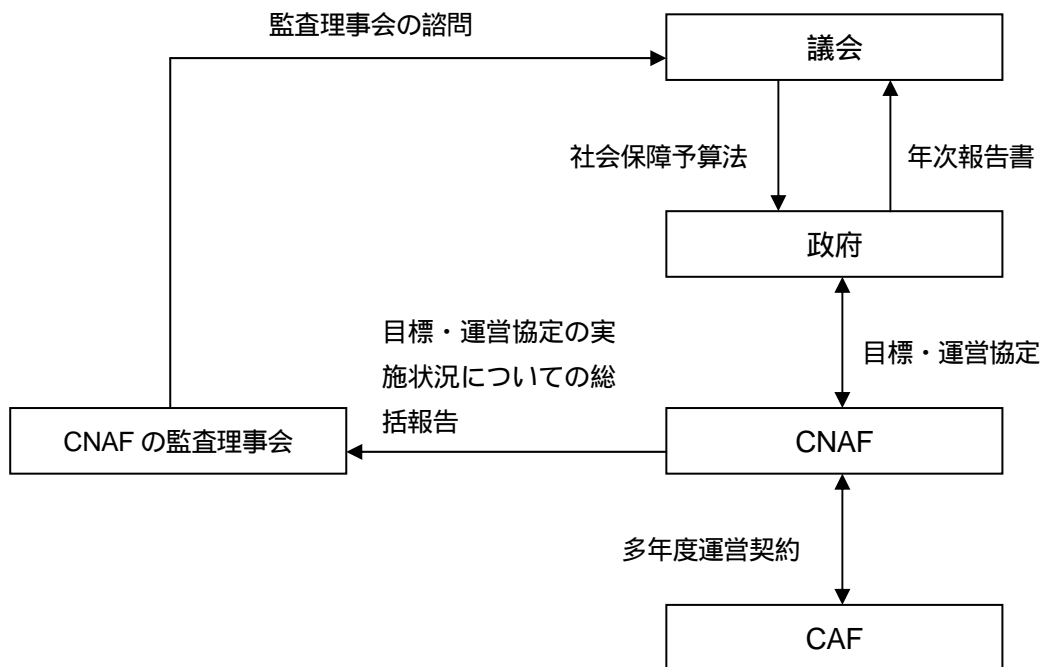 監査理事会の諮問
議会
社会保障予算法
年次報告書
政府
目標・運営協定の実
施状況についての総
括報告
目標・運営協定
CNAF の監査理事会
CNAF
多年度運営契約
CAF